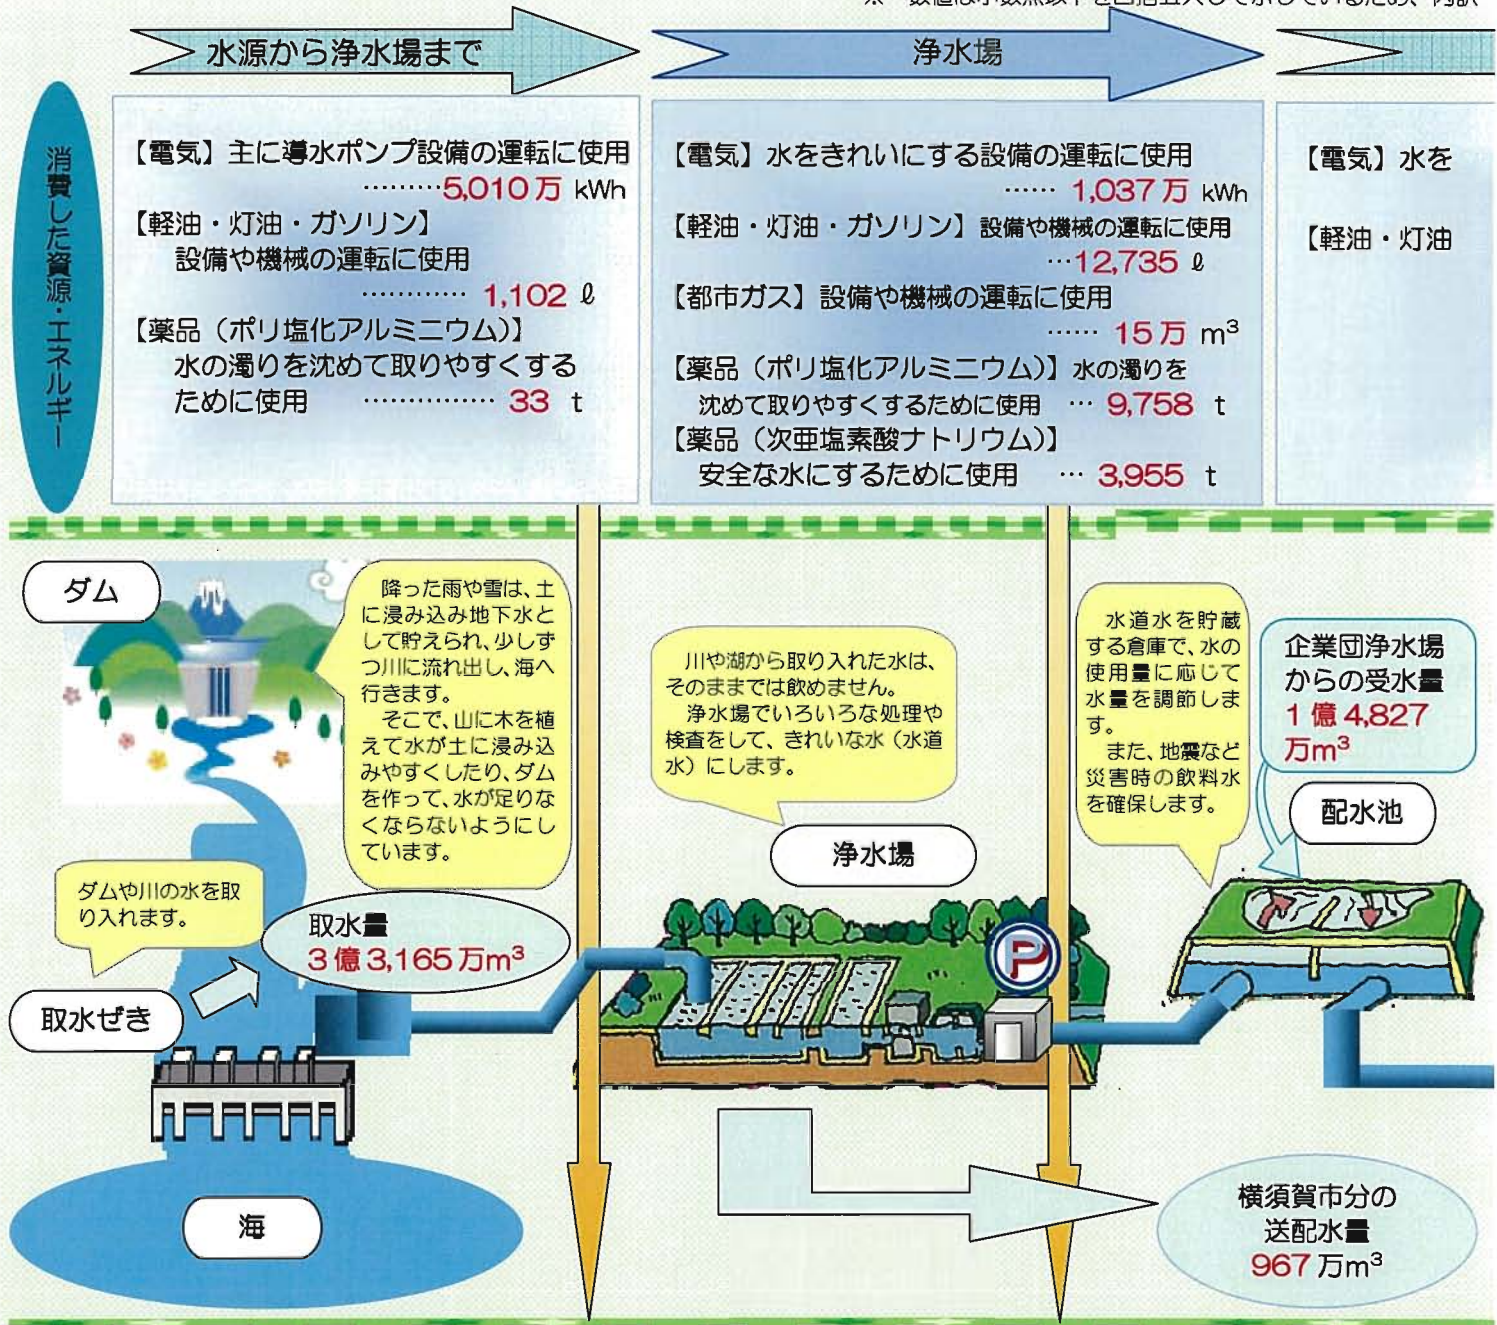 水源から浄水場まで
浄水場
消費した資源・エネルギー
【電気】主に導水ポンプ設備の運転に使用
………5,010万 kWh
【軽油・灯油・ガソリン】
設備や機械の運転に使用
………… 1,102 ℓ
【薬品（ポリ塩化アルミニウム）】
水の濁りを沈めて取りやすくする
ために使用 …………… 33 t
【電気】水をきれいにする設備の運転に使用
…… 1,037万 kWh
【軽油・灯油・ガソリン】設備や機械の運転に使用
…12,735 ℓ
【都市ガス】設備や機械の運転に使用
…… 15万 m³
【薬品（ポリ塩化アルミニウム）】水の濁りを
沈めて取りやすくするために使用 … 9,758 t
【薬品（次亜塩素酸ナトリウム）】
安全な水にするために使用 … 3,955 t
【電気】水を
【軽油・灯油
ダム
降った雨や雪は、土
に浸み込み地下水と
して貯えられ、少しず
つ川に流れ出し、海へ
行きます。
そこで、山に木を植
えて水が土に浸み込
みやすくしたり、ダム
を作って、水が足りな
くならないようにし
ています。
川や湖から取り入れた水は、
そのままでは飲めません。
浄水場でいろいろな処理や
検査をして、きれいな水（水道
水）にします。
水道水を貯蔵
する倉庫で、水の
使用量に応じて
水量を調節しま
す。
また、地震など
災害時の飲料水
を確保します。
企業団浄水場
からの受水量
1億4,827
万m³
配水池
浄水場
ダムや川の水を取
り入れます。
取水量
3億3,165万m³
取水ぜき
P
海
横須賀市分の
送配水量
967万m³